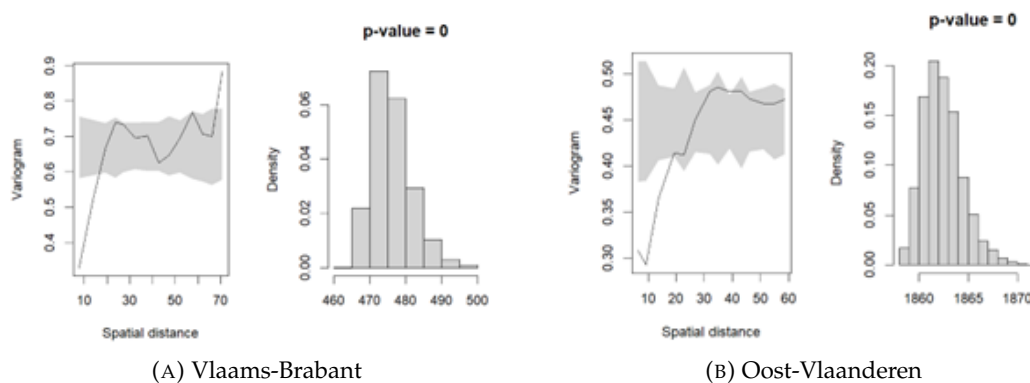 p-value = 0
Variogram
0.4 0.5 0.6 0.7 0.8 0.9
10 30 50 70
Spatial distance
Density
0.00 0.02 0.04 0.06
460 470 480 490 500
(A) Vlaams-Brabant
p-value = 0
Variogram
0.30 0.35 0.40 0.45 0.50
10 20 30 40 50 60
Spatial distance
Density
0.00 0.05 0.10 0.15 0.20
1860 1865 1870
(B) Oost-Vlaanderen